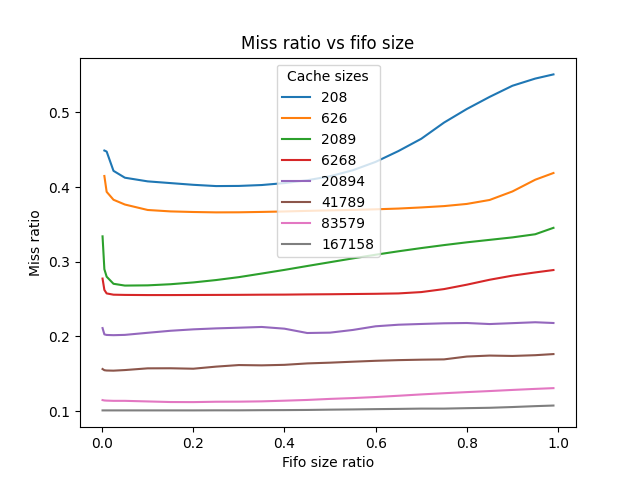 Miss ratio vs fifo size
Cache sizes
208
626
2089
6268
20894
41789
83579
167158
0.5
0.4
0.3
0.2
0.1
Miss ratio
0.0 0.2 0.4 0.6 0.8 1.0
Fifo size ratio